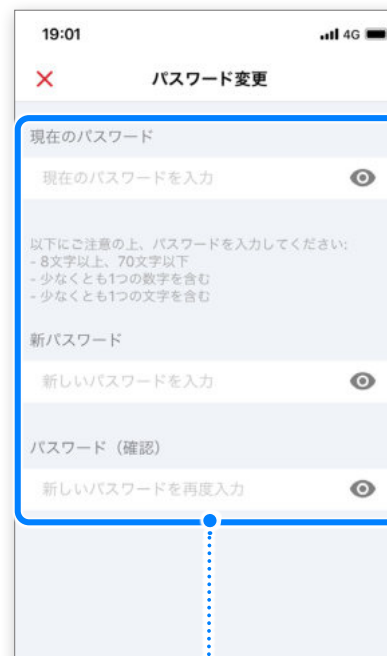 19:01
4G
パスワード変更
現在のパスワード
現在のパスワードを入力
以下にご注意の上、パスワードを入力してください:
- 8文字以上、70文字以下
- 少なくとも1つの数字を含む
- 少なくとも1つの文字を含む
新パスワード
新しいパスワードを入力
パスワード（確認）
新しいパスワードを再度入力